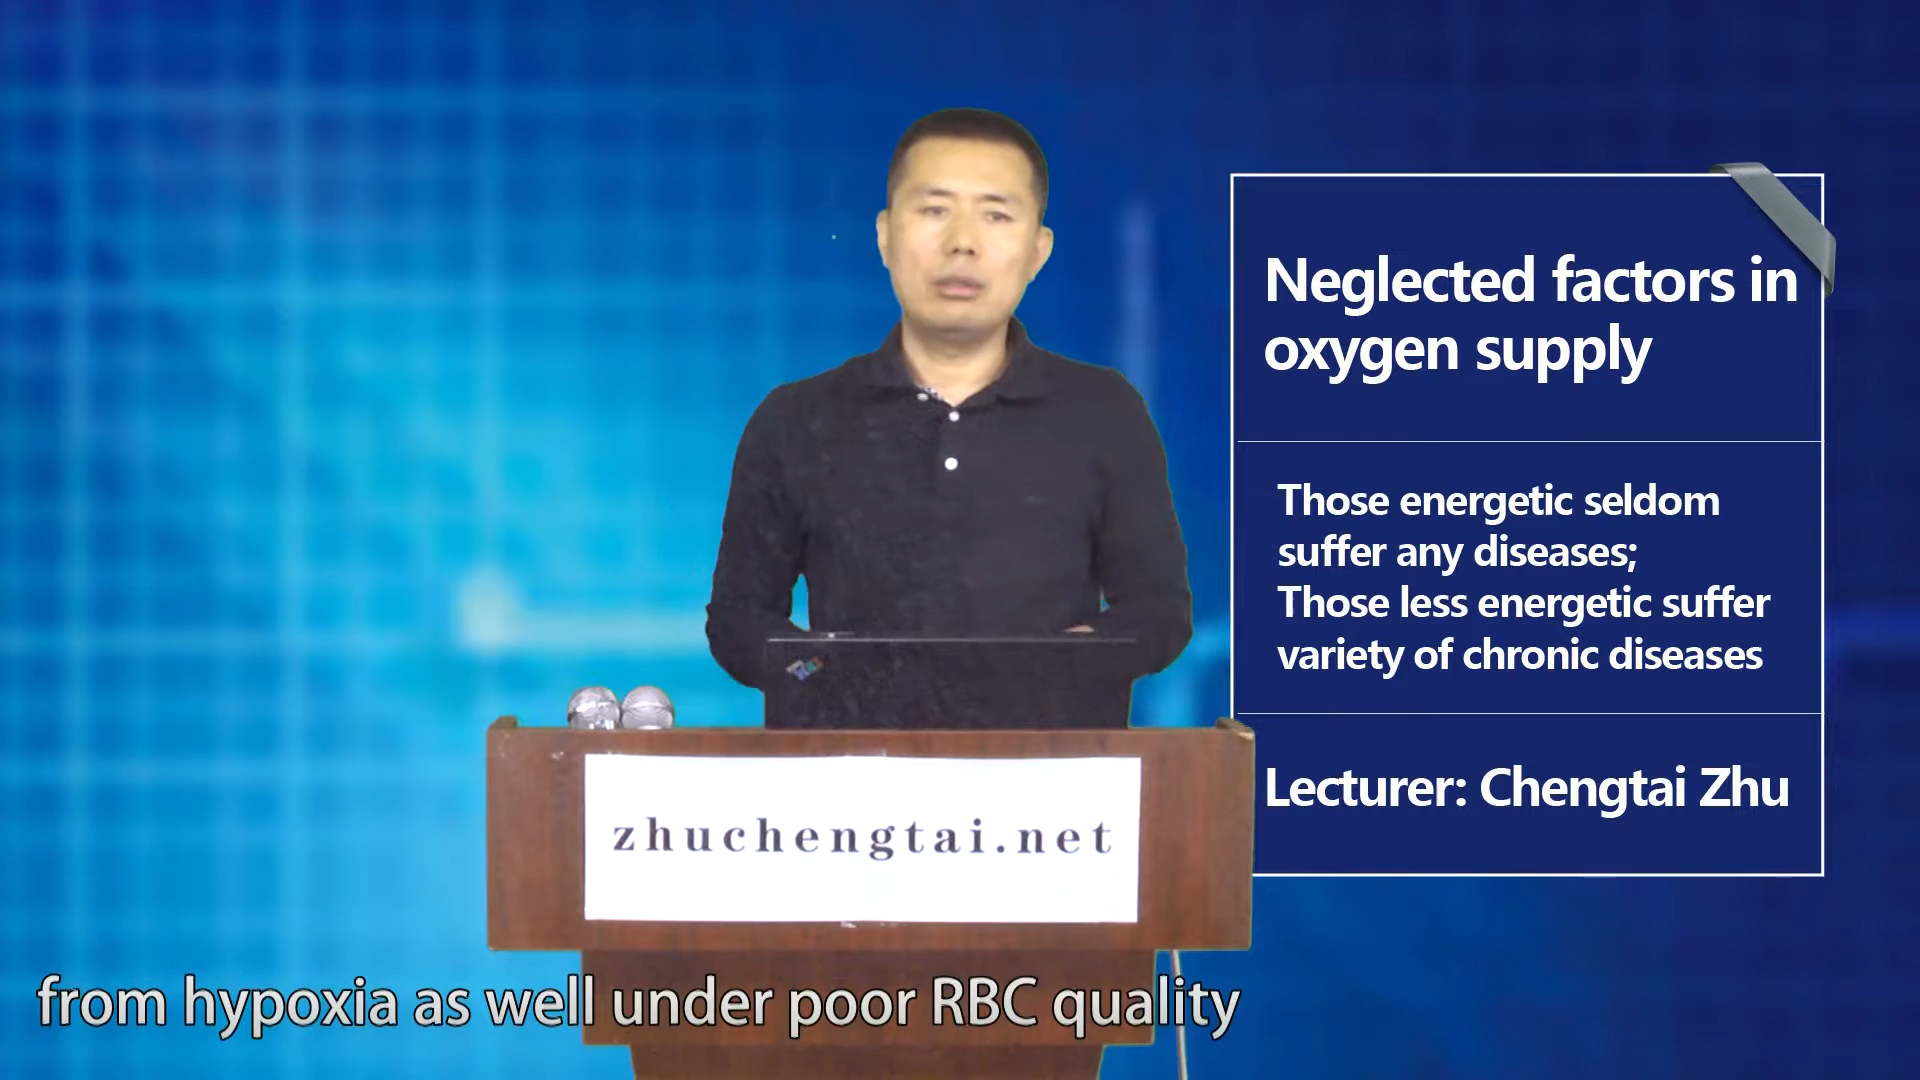 Neglected factors in
oxygen supply
Those energetic seldom
suffer any diseases;
Those less energetic suffer
variety of chronic diseases
Lecturer: Chengtai Zhu
zhuchengtai.net
from hypoxia as well under poor RBC quality